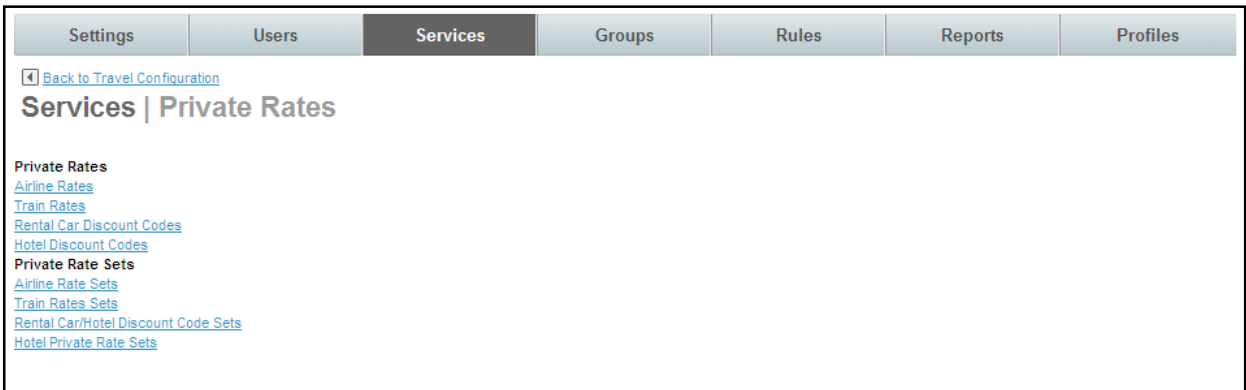 Settings Users Services Groups Rules Reports Profiles
Back to Travel Configuration
Services | Private Rates
Private Rates
Airline Rates
Train Rates
Rental Car Discount Codes
Hotel Discount Codes
Private Rate Sets
Airline Rate Sets
Train Rates Sets
Rental Car/Hotel Discount Code Sets
Hotel Private Rate Sets